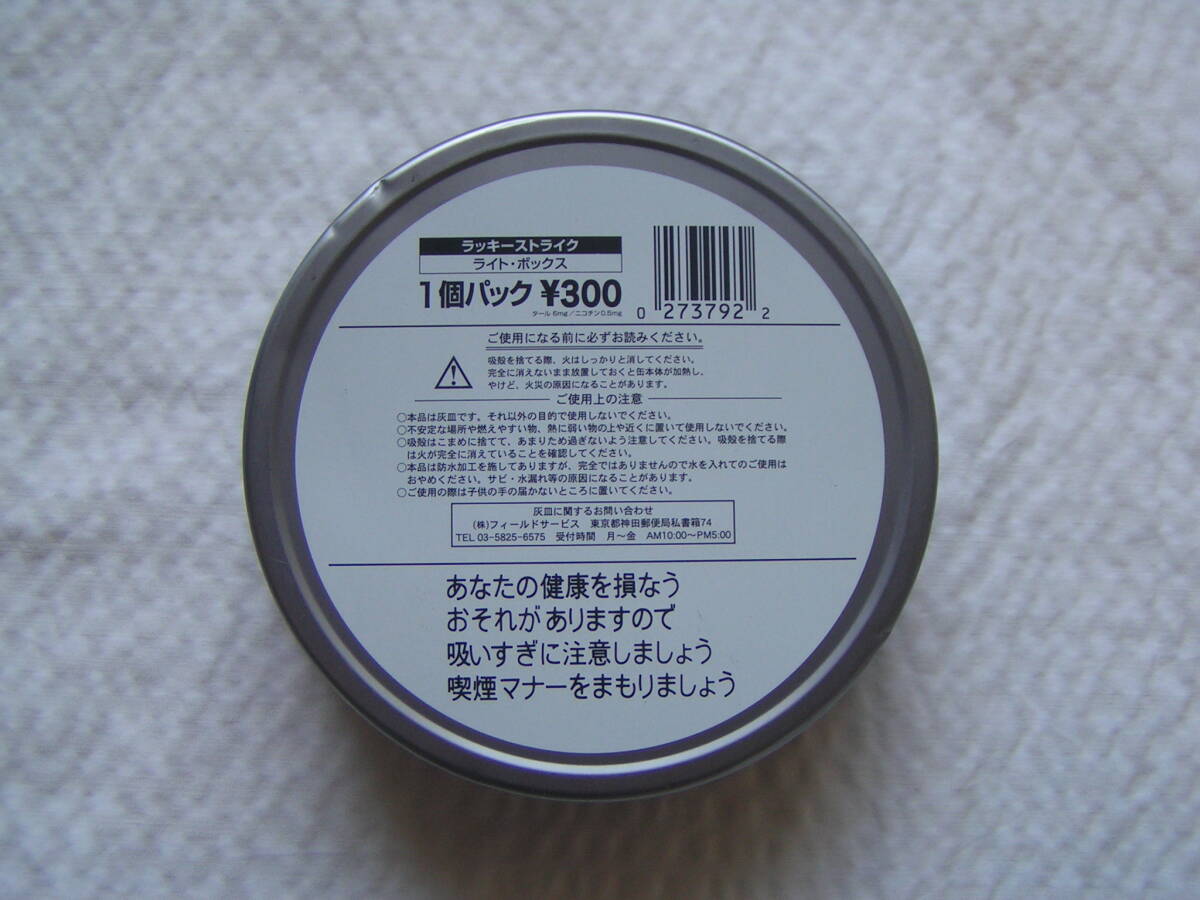 ラッキーストライク
ライト・ボックス
1個パック ¥300
タール 6mg/ニコチン0.5mg
0 273792 2
ご使用になる前に必ずお読みください。
吸殻を捨てる際、火はしっかりと消してください。
完全に消えないまま放置しておくと缶本体が加熱し、
やけど、火災の原因になることがあります。
ご使用上の注意
○本品は灰皿です。それ以外の目的で使用しないでください。
○不安定な場所や燃えやすい物、熱に弱い物の上や近くに置いて使用しないでください。
○吸殻はこまめに捨てて、あまりため過ぎないよう注意してください。吸殻を捨てる際
は火が完全に消えていることを確認してください。
○本品は防水加工を施してありますが、完全ではありませんので水を入れてのご使用は
おやめください。サビ・水漏れ等の原因になることがあります。
○ご使用の際は子供の手の届かないところに置いてください。
灰皿に関するお問い合わせ
(株)フィールドサービス 東京都神田郵便局私書箱74
TEL 03-5825-6575 受付時間 月〜金 AM10:00〜PM5:00
あなたの健康を損なう
おそれがありますので
吸いすぎに注意しましょう
喫煙マナーをまもりましょう